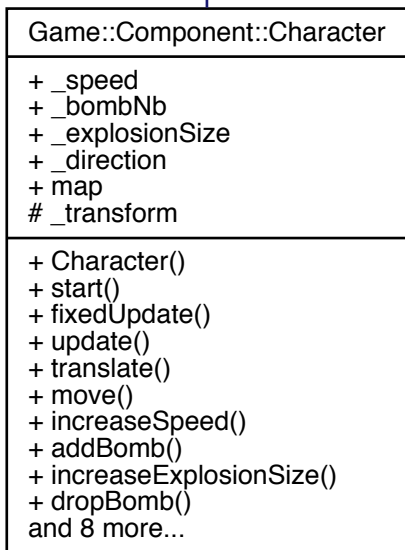 Game::Component::Character
+ _speed
+ _bombNb
+ _explosionSize
+ _direction
+ map
# _transform
+ Character()
+ start()
+ fixedUpdate()
+ update()
+ translate()
+ move()
+ increaseSpeed()
+ addBomb()
+ increaseExplosionSize()
+ dropBomb()
and 8 more...